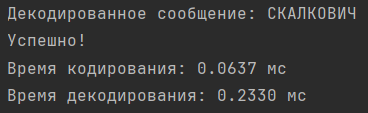 Декодированное сообщение: СКАЛКОВИЧ
Успешно!
Время кодирования: 0.0637 мс
Время декодирования: 0.2330 мс